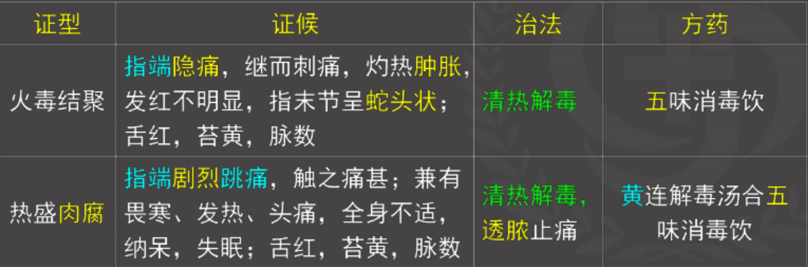 证型 证候 治法 方药
火毒结聚
指端隐痛，继而刺痛，灼热肿胀，
发红不明显，指末节呈蛇头状；
舌红，苔黄，脉数
清热解毒
五味消毒饮
热盛肉腐
指端剧烈跳痛，触之痛甚；兼有
畏寒、发热、头痛，全身不适，
纳呆，失眠；舌红，苔黄，脉数
清热解毒，
透脓止痛
黄连解毒汤合五
味消毒饮